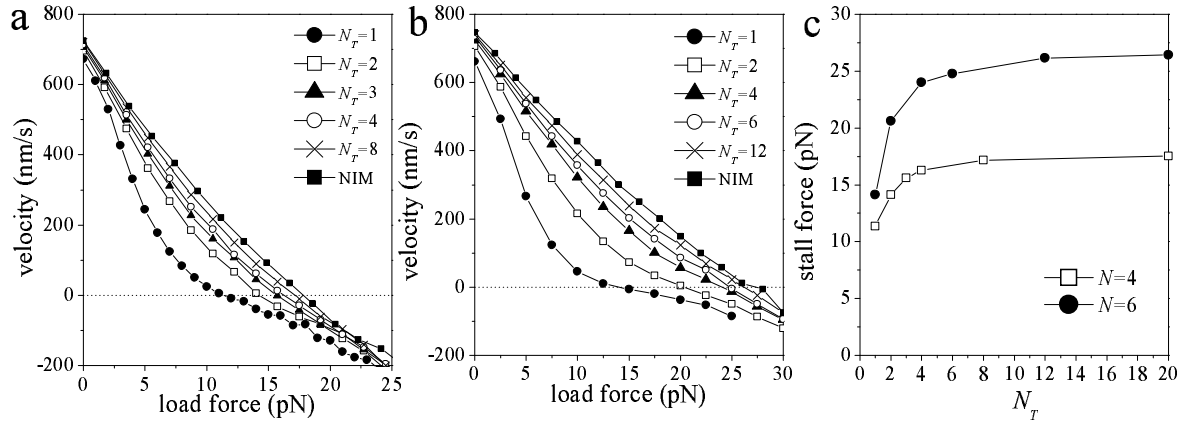 a
velocity (nm/s)
800
600
400
200
0
-200
0 5 10 15 20 25
load force (pN)
N_T=1
N_T=2
N_T=3
N_T=4
N_T=8
NIM
b
velocity (nm/s)
800
600
400
200
0
-200
0 5 10 15 20 25 30
load force (pN)
N_T=1
N_T=2
N_T=4
N_T=6
N_T=12
NIM
c
stall force (pN)
30
25
20
15
10
5
0
0 2 4 6 8 10 12 14 16 18 20
N_T
N=4
N=6